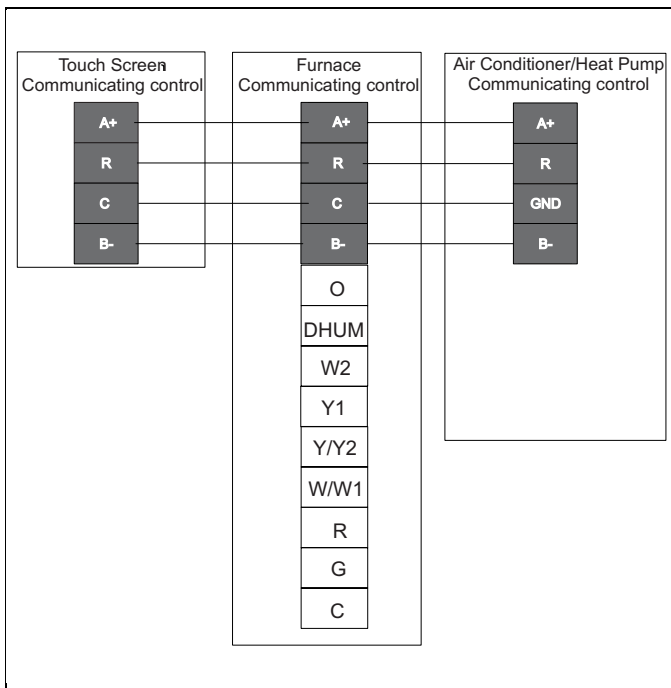 Touch Screen
Communicating control
A+
R
C
B-
Furnace
Communicating control
A+
R
C
B-
O
DHUM
W2
Y1
Y/Y2
W/W1
R
G
C
Air Conditioner/Heat Pump
Communicating control
A+
R
GND
B-